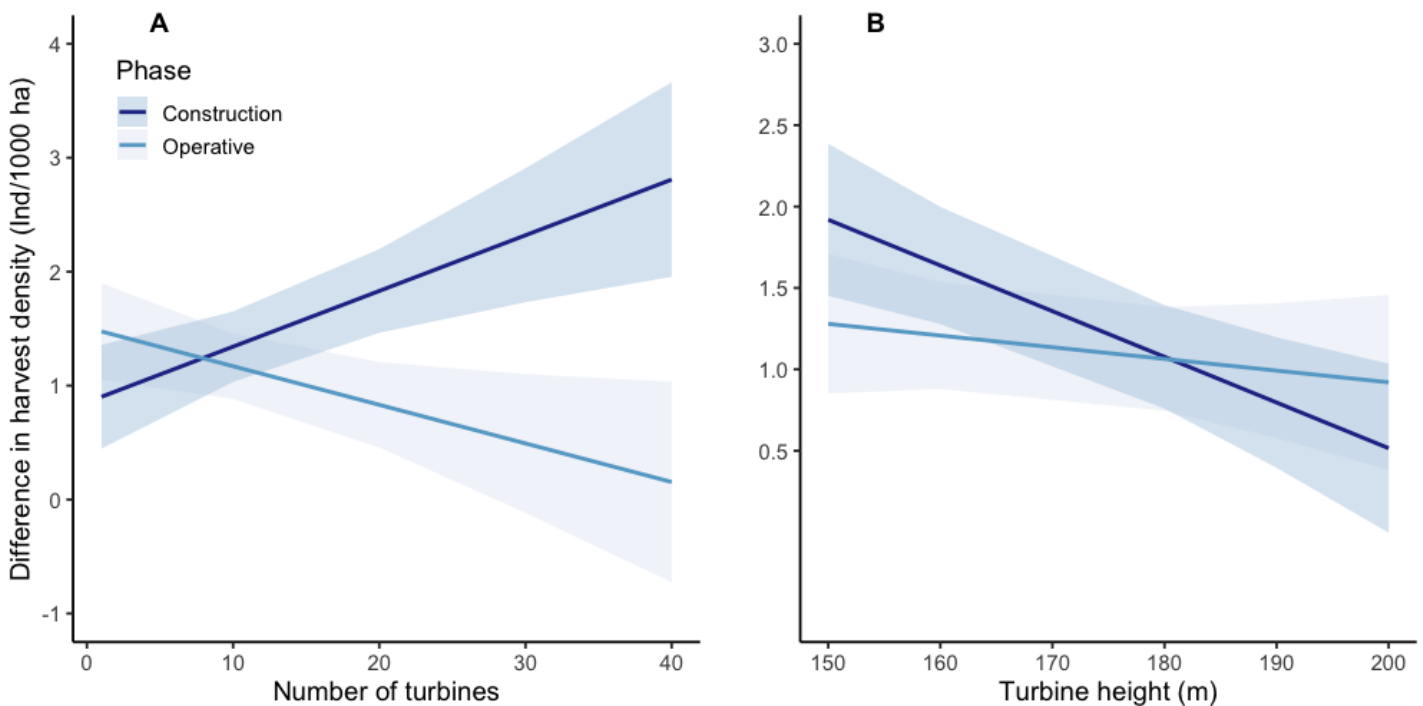 A
B
Phase
Construction
Operative
Difference in harvest density (Ind/1000 ha)
4
3
2
1
0
-1
0 10 20 30 40
Number of turbines
3.0
2.5
2.0
1.5
1.0
0.5
150 160 170 180 190 200
Turbine height (m)